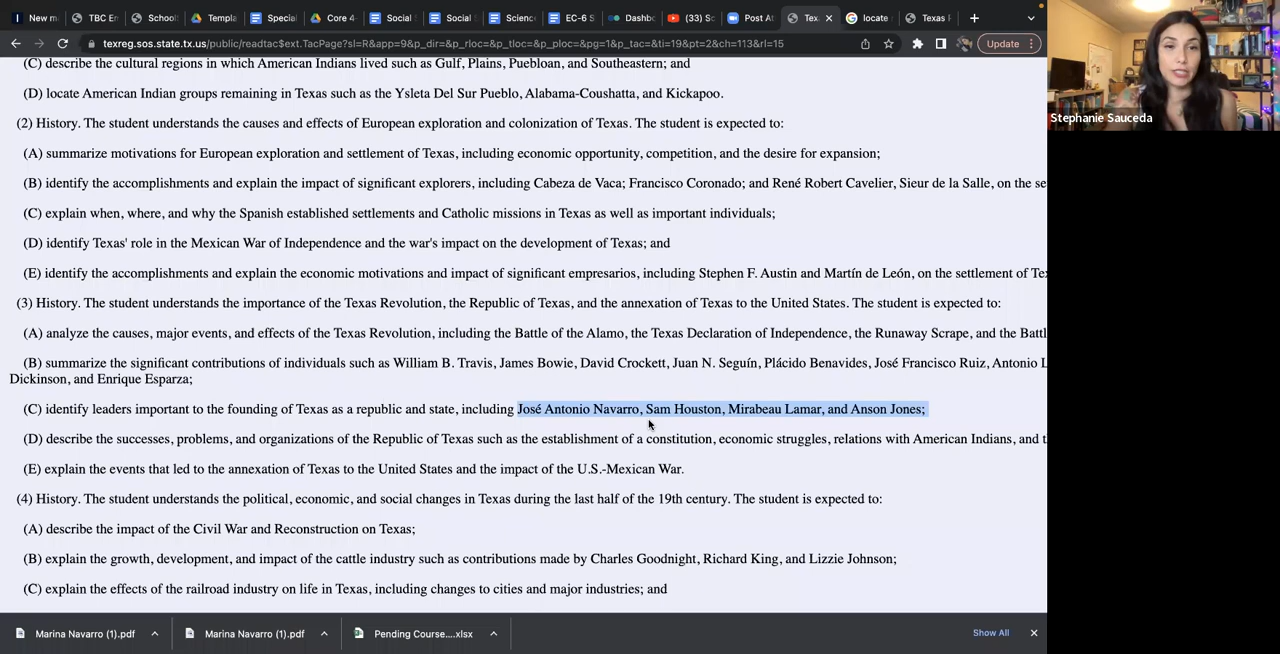 New m
TBC En
School
Templa
Special
Core 4-
Social
Social
Science
EC-6 S
Dashbo
(33) Sc
Post At
Tex
locate
Texas F
texreg.sos.state.tx.us/public/readtac$ext.TacPage?sl=R&app=9&p_dir=&p_rloc=&p_tloc=&p_ploc=&pg=1&p_tac=&ti=19&pt=2&ch=113&rl=15
Update
Stephanie Sauceda
(C) describe the cultural regions in which American Indians lived such as Gulf, Plains, Puebloan, and Southeastern; and
(D) locate American Indian groups remaining in Texas such as the Ysleta Del Sur Pueblo, Alabama-Coushatta, and Kickapoo.
(2) History. The student understands the causes and effects of European exploration and colonization of Texas. The student is expected to:
(A) summarize motivations for European exploration and settlement of Texas, including economic opportunity, competition, and the desire for expansion;
(B) identify the accomplishments and explain the impact of significant explorers, including Cabeza de Vaca; Francisco Coronado; and René Robert Cavelier, Sieur de la Salle, on the se
(C) explain when, where, and why the Spanish established settlements and Catholic missions in Texas as well as important individuals;
(D) identify Texas' role in the Mexican War of Independence and the war's impact on the development of Texas; and
(E) identify the accomplishments and explain the economic motivations and impact of significant empresarios, including Stephen F. Austin and Martín de León, on the settlement of Te
(3) History. The student understands the importance of the Texas Revolution, the Republic of Texas, and the annexation of Texas to the United States. The student is expected to:
(A) analyze the causes, major events, and effects of the Texas Revolution, including the Battle of the Alamo, the Texas Declaration of Independence, the Runaway Scrape, and the Battl
(B) summarize the significant contributions of individuals such as William B. Travis, James Bowie, David Crockett, Juan N. Seguín, Plácido Benavides, José Francisco Ruiz, Antonio L
Dickinson, and Enrique Esparza;
(C) identify leaders important to the founding of Texas as a republic and state, including José Antonio Navarro, Sam Houston, Mirabeau Lamar, and Anson Jones;
(D) describe the successes, problems, and organizations of the Republic of Texas such as the establishment of a constitution, economic struggles, relations with American Indians, and t
(E) explain the events that led to the annexation of Texas to the United States and the impact of the U.S.-Mexican War.
(4) History. The student understands the political, economic, and social changes in Texas during the last half of the 19th century. The student is expected to:
(A) describe the impact of the Civil War and Reconstruction on Texas;
(B) explain the growth, development, and impact of the cattle industry such as contributions made by Charles Goodnight, Richard King, and Lizzie Johnson;
(C) explain the effects of the railroad industry on life in Texas, including changes to cities and major industries; and
Marina Navarro (1).pdf
Marina Navarro (1).pdf
Pending Course....xlsx
Show All